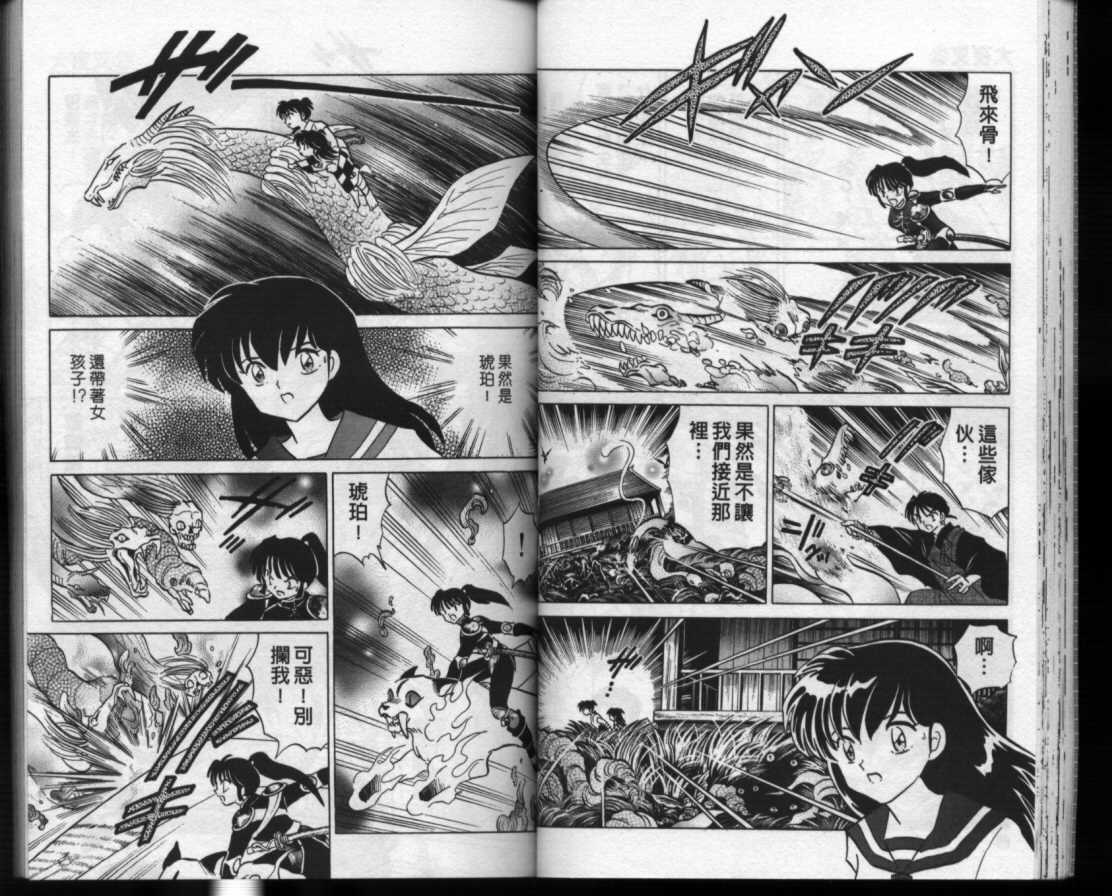 飛來骨！
這些傢
伙…
果然是不讓
我們接近那
裡…
啊…
果然是
琥珀！
還帶著女
孩子!?
！
琥珀！
可惡！別
攔我！